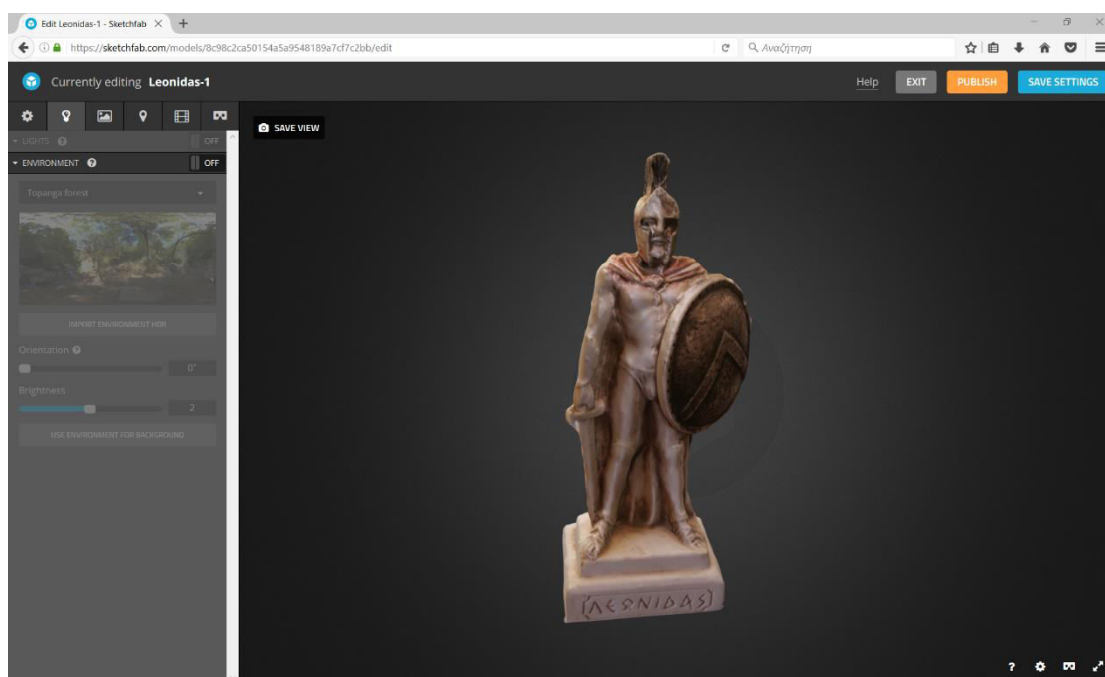 Edit Leonidas-1 - Sketchfab
https://sketchfab.com/models/8c98c2ca50154a5a9548189a7cf7c2bb/edit
Αναζήτηση
Currently editing Leonidas-1
Help
EXIT
PUBLISH
SAVE SETTINGS
LIGHTS
OFF
SAVE VIEW
ENVIRONMENT
OFF
Topanga forest
IMPORT ENVIRONMENT HDR
Orientation
0°
Brightness
2
USE ENVIRONMENT FOR BACKGROUND
ΛΕΩΝΙDAS